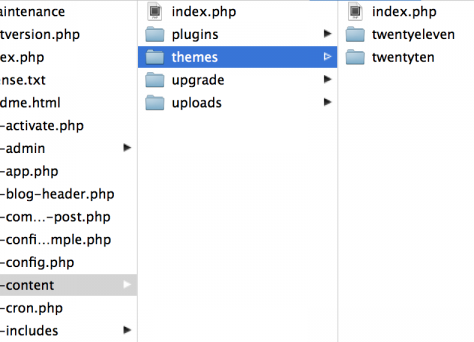 aintenance
tversion.php
ex.php
ense.txt
dme.html
-activate.php
-admin
-app.php
-blog-header.php
-com...-post.php
-confi...mple.php
-config.php
-content
-cron.php
-includes
index.php
plugins
themes
upgrade
uploads
index.php
twentyeleven
twentyten